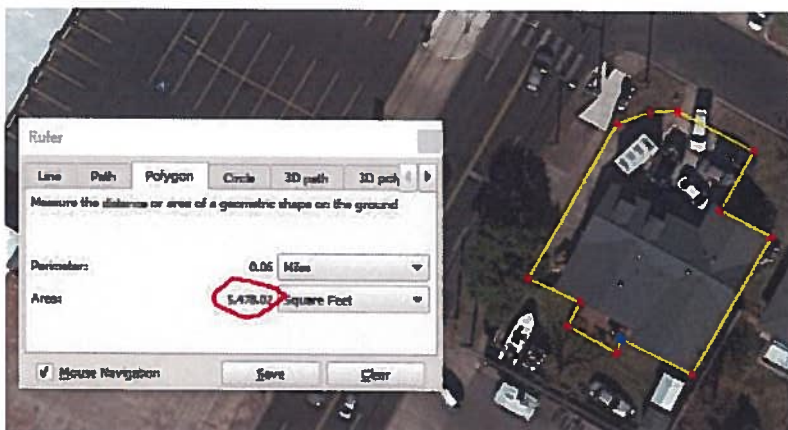 Ruler
Line Path Polygon Circle 3D path 3D poly
Measure the distance or area of a geometric shape on the ground
Perimeter: 0.06 Miles
Area: 5,478.02 Square Feet
Mouse Navigation Save Clear